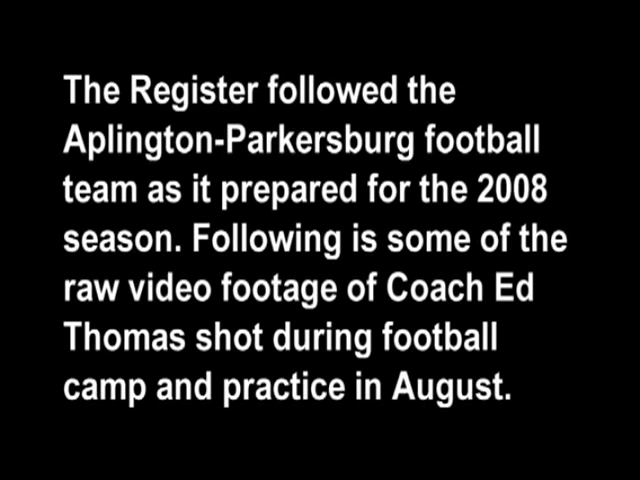 The Register followed the
Aplington-Parkersburg football
team as it prepared for the 2008
season. Following is some of the
raw video footage of Coach Ed
Thomas shot during football
camp and practice in August.